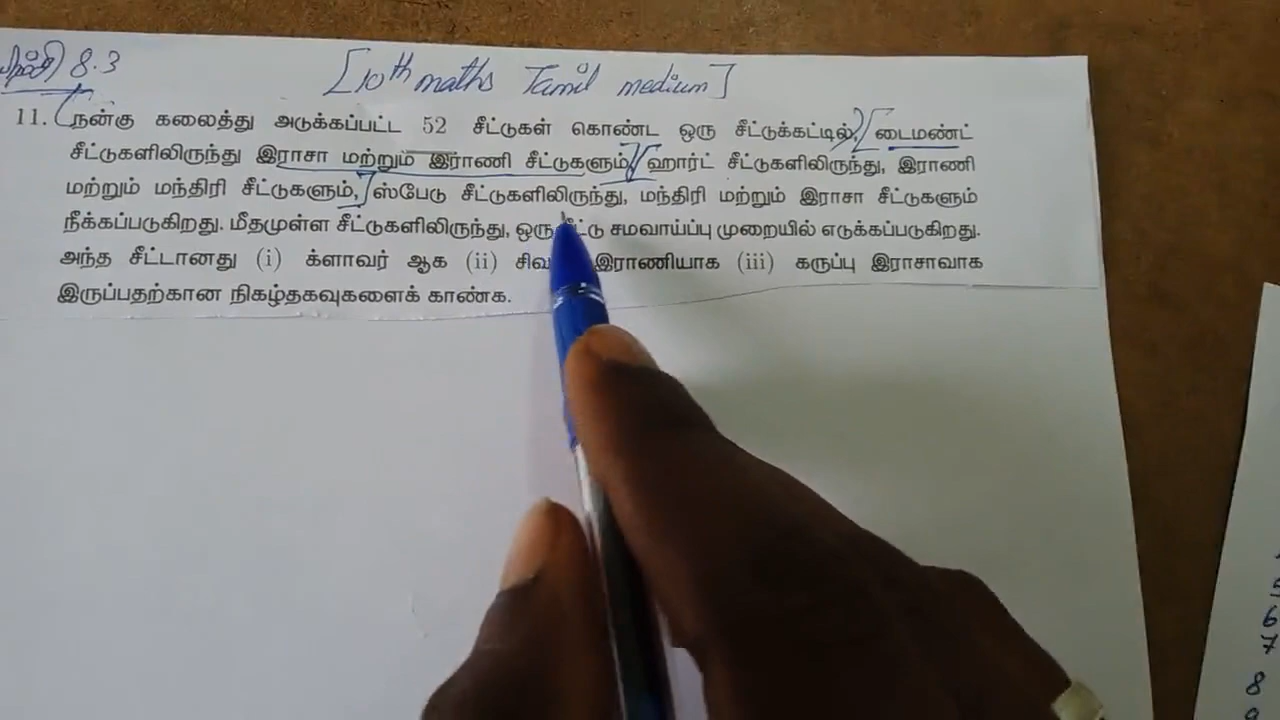 8.3 [10th maths Tamil medium]
11. நன்கு கலைத்து அடுக்கப்பட்ட 52 சீட்டுகள் கொண்ட ஒரு சீட்டுக்கட்டில், டைமண்ட்
சீட்டுகளிலிருந்து இராசா மற்றும் இராணி சீட்டுகளும், ஹார்ட் சீட்டுகளிலிருந்து, இராணி
மற்றும் மந்திரி சீட்டுகளும், ஸ்பேடு சீட்டுகளிலிருந்து, மந்திரி மற்றும் இராசா சீட்டுகளும்
நீக்கப்படுகிறது. மீதமுள்ள சீட்டுகளிலிருந்து, ஒரு சீட்டு சமவாய்ப்பு முறையில் எடுக்கப்படுகிறது.
அந்த சீட்டானது (i) க்ளாவர் ஆக (ii) இராணியாக (iii) கருப்பு இராசாவாக
இருப்பதற்கான நிகழ்தகவுகளைக் காண்க.
6
7
8